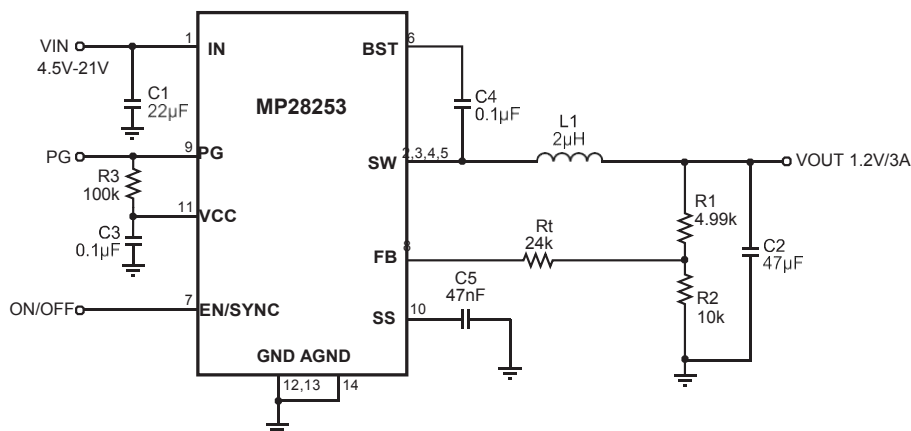 1
6
VIN
IN
BST
4.5V-21V
C1
22µF
MP28253
C4
0.1µF
L1
2µH
PG
9
PG
2,3,4,5
SW
VOUT 1.2V/3A
R3
100k
11
VCC
R1
4.99k
C3
0.1µF
Rt
24k
8
FB
C2
47µF
C5
47nF
R2
10k
ON/OFF
7
EN/SYNC
10
SS
GND AGND
12,13
14